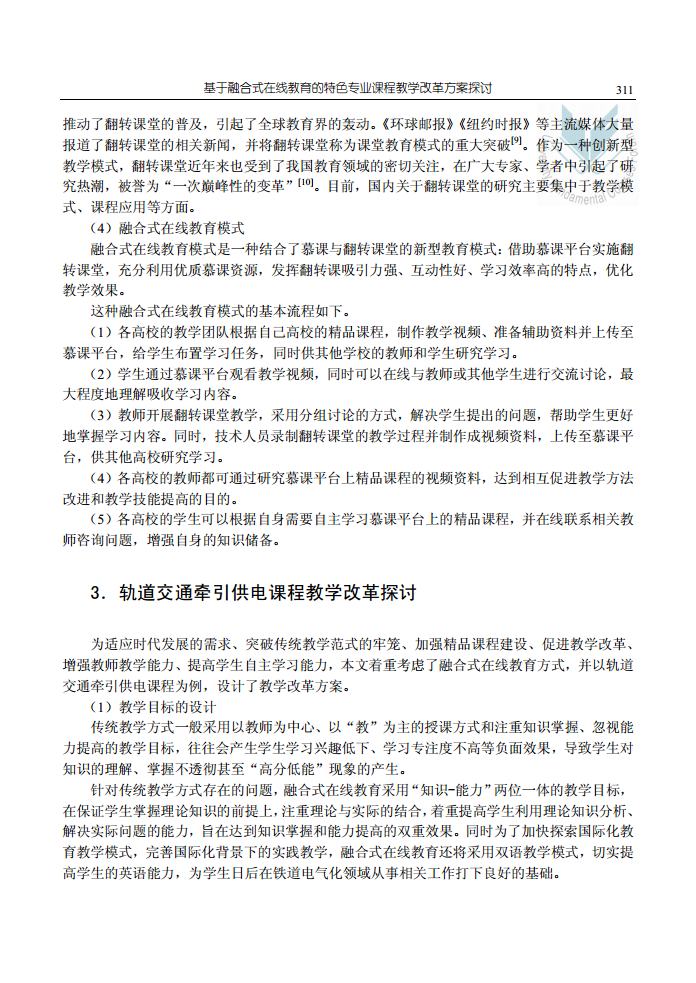 基于融合式在线教育的特色专业课程教学改革方案探讨
311
推动了翻转课堂的普及，引起了全球教育界的轰动。《环球邮报》《纽约时报》等主流媒体大量
报道了翻转课堂的相关新闻，并将翻转课堂称为课堂教育模式的重大突破[9]。作为一种创新型
教学模式，翻转课堂近年来也受到了我国教育领域的密切关注，在广大专家、学者中引起了研
究热潮，被誉为“一次巅峰性的变革”[10]。目前，国内关于翻转课堂的研究主要集中于教学模
式、课程应用等方面。
（4）融合式在线教育模式
融合式在线教育模式是一种结合了慕课与翻转课堂的新型教育模式：借助慕课平台实施翻
转课堂，充分利用优质慕课资源，发挥翻转课吸引力强、互动性好、学习效率高的特点，优化
教学效果。
这种融合式在线教育模式的基本流程如下。
（1）各高校的教学团队根据自己高校的精品课程，制作教学视频、准备辅助资料并上传至
慕课平台，给学生布置学习任务，同时供其他学校的教师和学生研究学习。
（2）学生通过慕课平台观看教学视频，同时可以在线与教师或其他学生进行交流讨论，最
大程度地理解吸收学习内容。
（3）教师开展翻转课堂教学，采用分组讨论的方式，解决学生提出的问题，帮助学生更好
地掌握学习内容。同时，技术人员录制翻转课堂的教学过程并制作成视频资料，上传至慕课平
台，供其他高校研究学习。
（4）各高校的教师都可通过研究慕课平台上精品课程的视频资料，达到相互促进教学方法
改进和教学技能提高的目的。
（5）各高校的学生可以根据自身需要自主学习慕课平台上的精品课程，并在线联系相关教
师咨询问题，增强自身的知识储备。
3．轨道交通牵引供电课程教学改革探讨
为适应时代发展的需求、突破传统教学范式的牢笼、加强精品课程建设、促进教学改革、
增强教师教学能力、提高学生自主学习能力，本文着重考虑了融合式在线教育方式，并以轨道
交通牵引供电课程为例，设计了教学改革方案。
（1）教学目标的设计
传统教学方式一般采用以教师为中心、以“教”为主的授课方式和注重知识掌握、忽视能
力提高的教学目标，往往会产生学生学习兴趣低下、学习专注度不高等负面效果，导致学生对
知识的理解、掌握不透彻甚至“高分低能”现象的产生。
针对传统教学方式存在的问题，融合式在线教育采用“知识-能力”两位一体的教学目标，
在保证学生掌握理论知识的前提上，注重理论与实际的结合，着重提高学生利用理论知识分析、
解决实际问题的能力，旨在达到知识掌握和能力提高的双重效果。同时为了加快探索国际化教
育教学模式，完善国际化背景下的实践教学，融合式在线教育还将采用双语教学模式，切实提
高学生的英语能力，为学生日后在铁道电气化领域从事相关工作打下良好的基础。